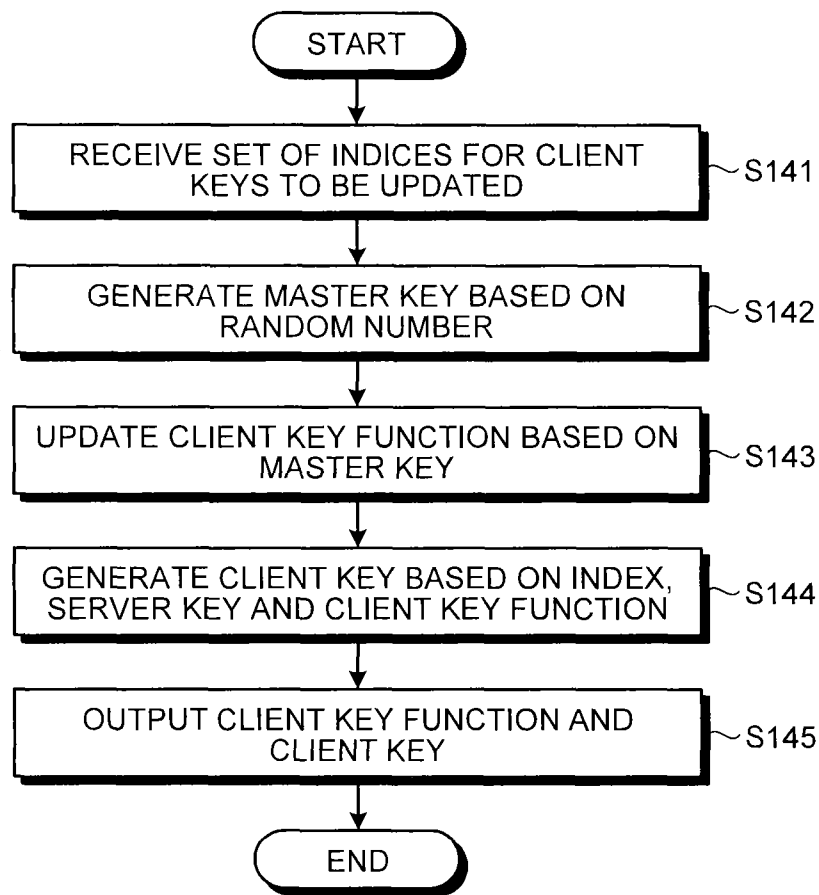 START
RECEIVE SET OF INDICES FOR CLIENT
KEYS TO BE UPDATED
S141
GENERATE MASTER KEY BASED ON
RANDOM NUMBER
S142
UPDATE CLIENT KEY FUNCTION BASED ON
MASTER KEY
S143
GENERATE CLIENT KEY BASED ON INDEX,
SERVER KEY AND CLIENT KEY FUNCTION
S144
OUTPUT CLIENT KEY FUNCTION AND
CLIENT KEY
S145
END